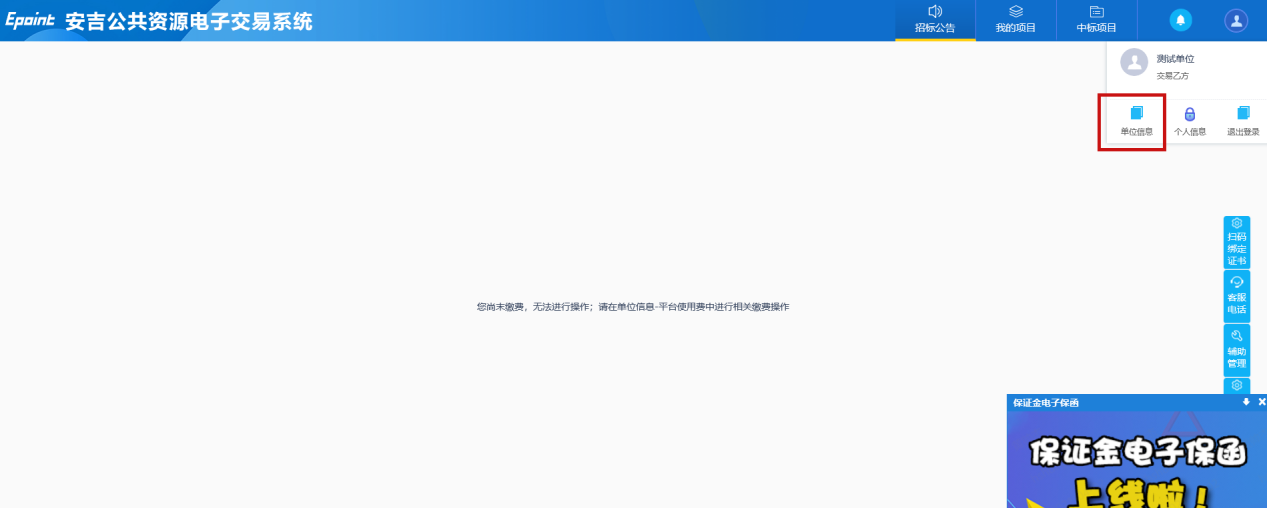 Epoint 安吉公共资源电子交易系统
招标公告
我的项目
中标项目
测试单位
交易乙方
单位信息
个人信息
退出登录
您尚未缴费，无法进行操作；请在单位信息-平台使用费中进行相关缴费操作
扫码
绑定
证书
客服
电话
辅助
管理
保证金电子保函
保证金电子保函
上线啦！